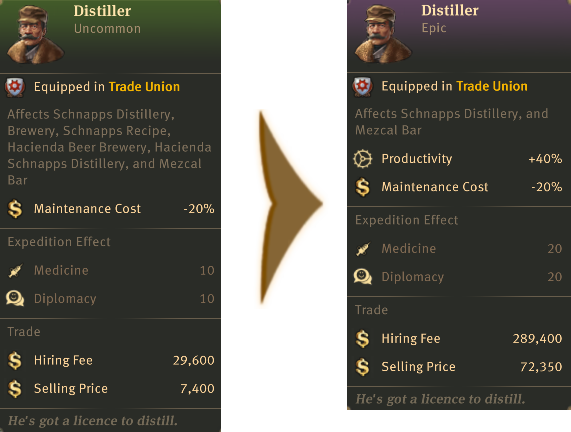 Distiller
Uncommon
Equipped in Trade Union
Affects Schnapps Distillery,
Brewery, Schnapps Recipe,
Hacienda Beer Brewery, Hacienda
Schnapps Distillery, and Mezcal
Bar
Maintenance Cost -20%
Expedition Effect
Medicine 10
Diplomacy 10
Trade
Hiring Fee 29,600
Selling Price 7,400
He's got a licence to distill.
Distiller
Epic
Equipped in Trade Union
Affects Schnapps Distillery, and
Mezcal Bar
Productivity +40%
Maintenance Cost -20%
Expedition Effect
Medicine 20
Diplomacy 20
Trade
Hiring Fee 289,400
Selling Price 72,350
He's got a licence to distill.